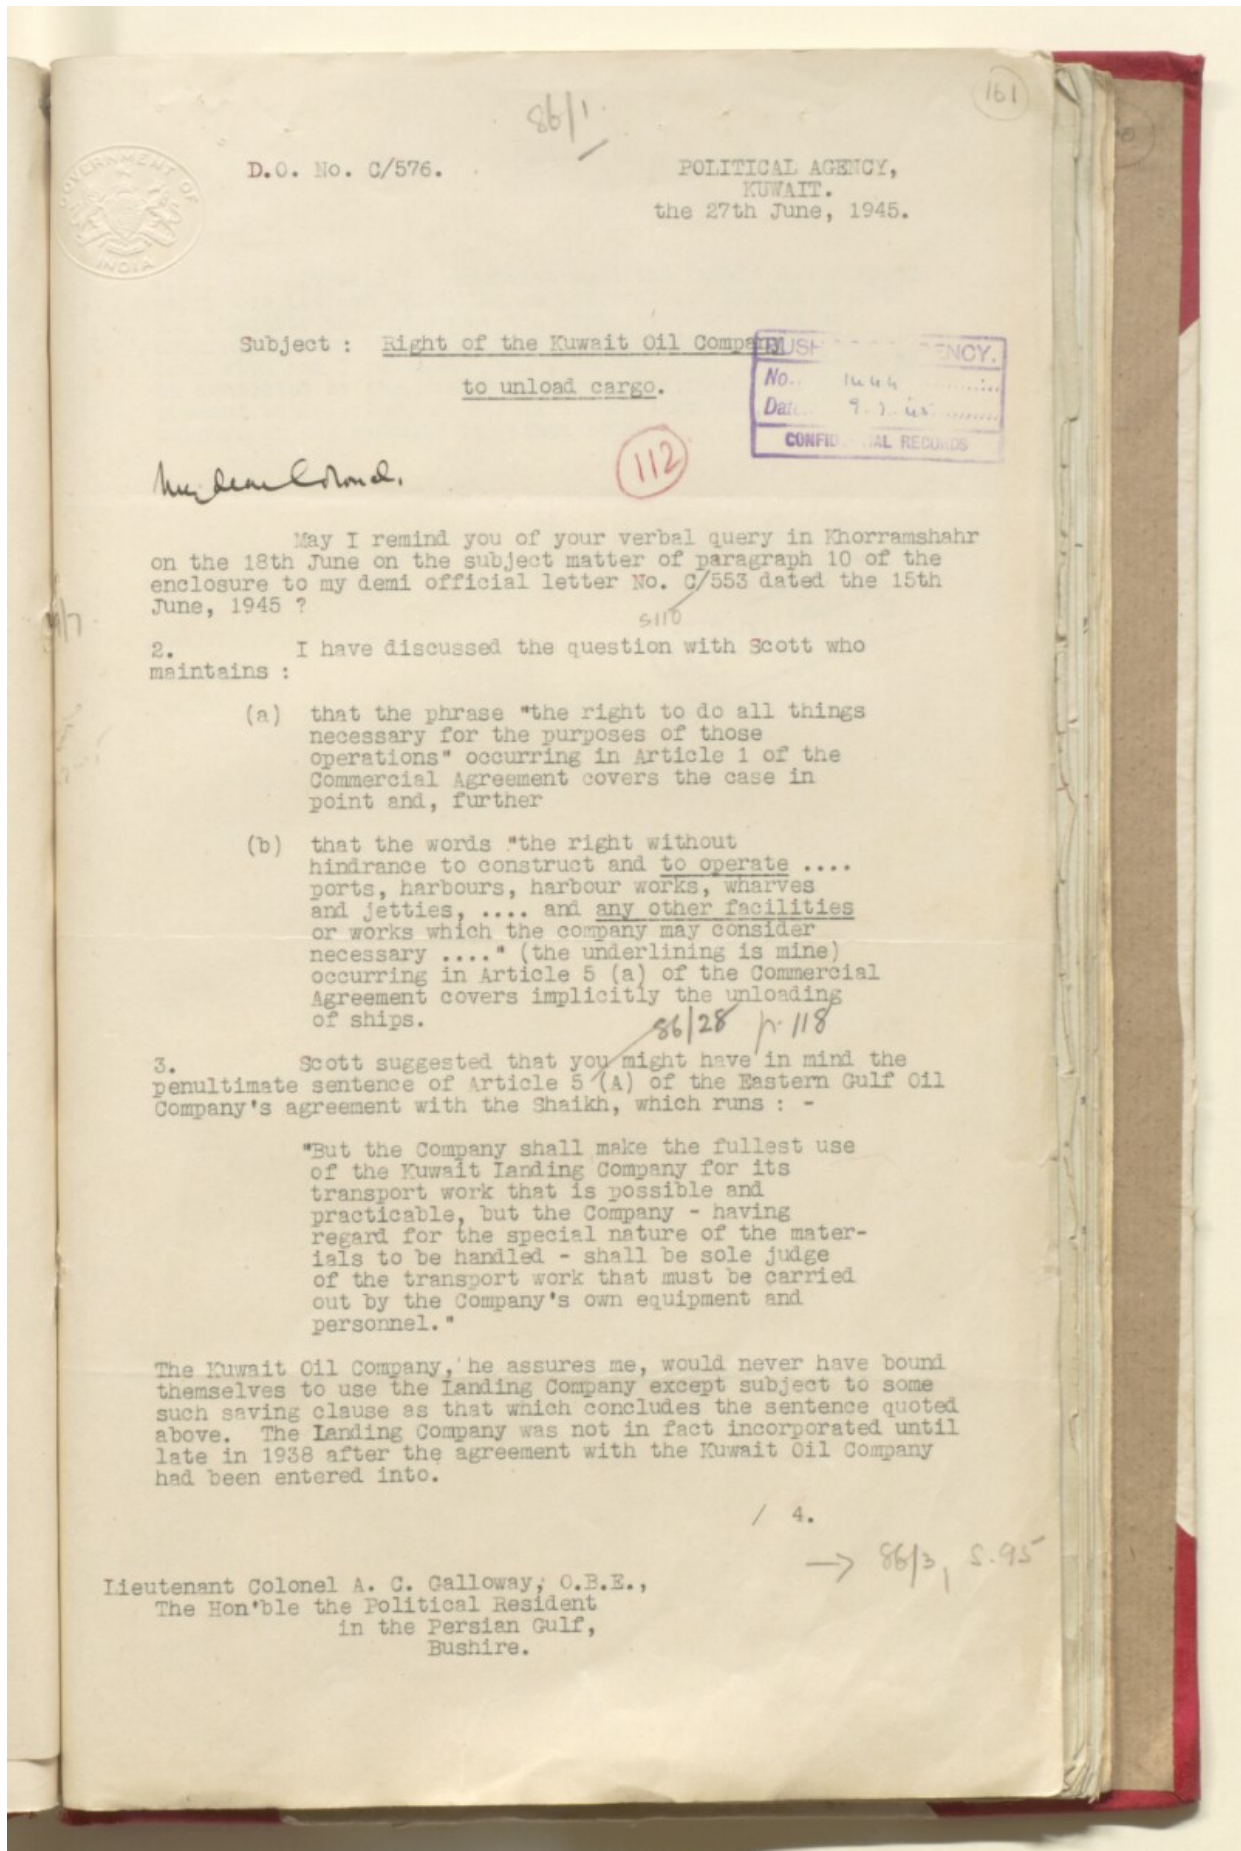 161
86/1
GOVERNMENT OF
INDIA
D.O. No. C/576.
POLITICAL AGENCY,
KUWAIT.
the 27th June, 1945.
Subject : Right of the Kuwait Oil Company
to unload cargo.
BUSH ENCY.
No. 1444
Date 9.7.45
CONFIDENTIAL RECORDS
112
My dear Colonel.
May I remind you of your verbal query in Khorramshahr
on the 18th June on the subject matter of paragraph 10 of the
enclosure to my demi official letter No. C/553 dated the 15th
June, 1945 ?
S110
2. I have discussed the question with Scott who
maintains :
(a) that the phrase "the right to do all things
necessary for the purposes of those
operations" occurring in Article 1 of the
Commercial Agreement covers the case in
point and, further
(b) that the words "the right without
hindrance to construct and to operate ....
ports, harbours, harbour works, wharves
and jetties, .... and any other facilities
or works which the company may consider
necessary ...." (the underlining is mine)
occurring in Article 5 (a) of the Commercial
Agreement covers implicitly the unloading
of ships.
86/28 p. 118
3. Scott suggested that you might have in mind the
penultimate sentence of Article 5 (A) of the Eastern Gulf Oil
Company's agreement with the Shaikh, which runs : -
"But the Company shall make the fullest use
of the Kuwait Landing Company for its
transport work that is possible and
practicable, but the Company - having
regard for the special nature of the mater-
ials to be handled - shall be sole judge
of the transport work that must be carried
out by the Company's own equipment and
personnel."
The Kuwait Oil Company, he assures me, would never have bound
themselves to use the Landing Company except subject to some
such saving clause as that which concludes the sentence quoted
above. The Landing Company was not in fact incorporated until
late in 1938 after the agreement with the Kuwait Oil Company
had been entered into.
/ 4.
→ 86/3, S.95
Lieutenant Colonel A. C. Galloway, O.B.E.,
The Hon'ble the Political Resident
in the Persian Gulf,
Bushire.